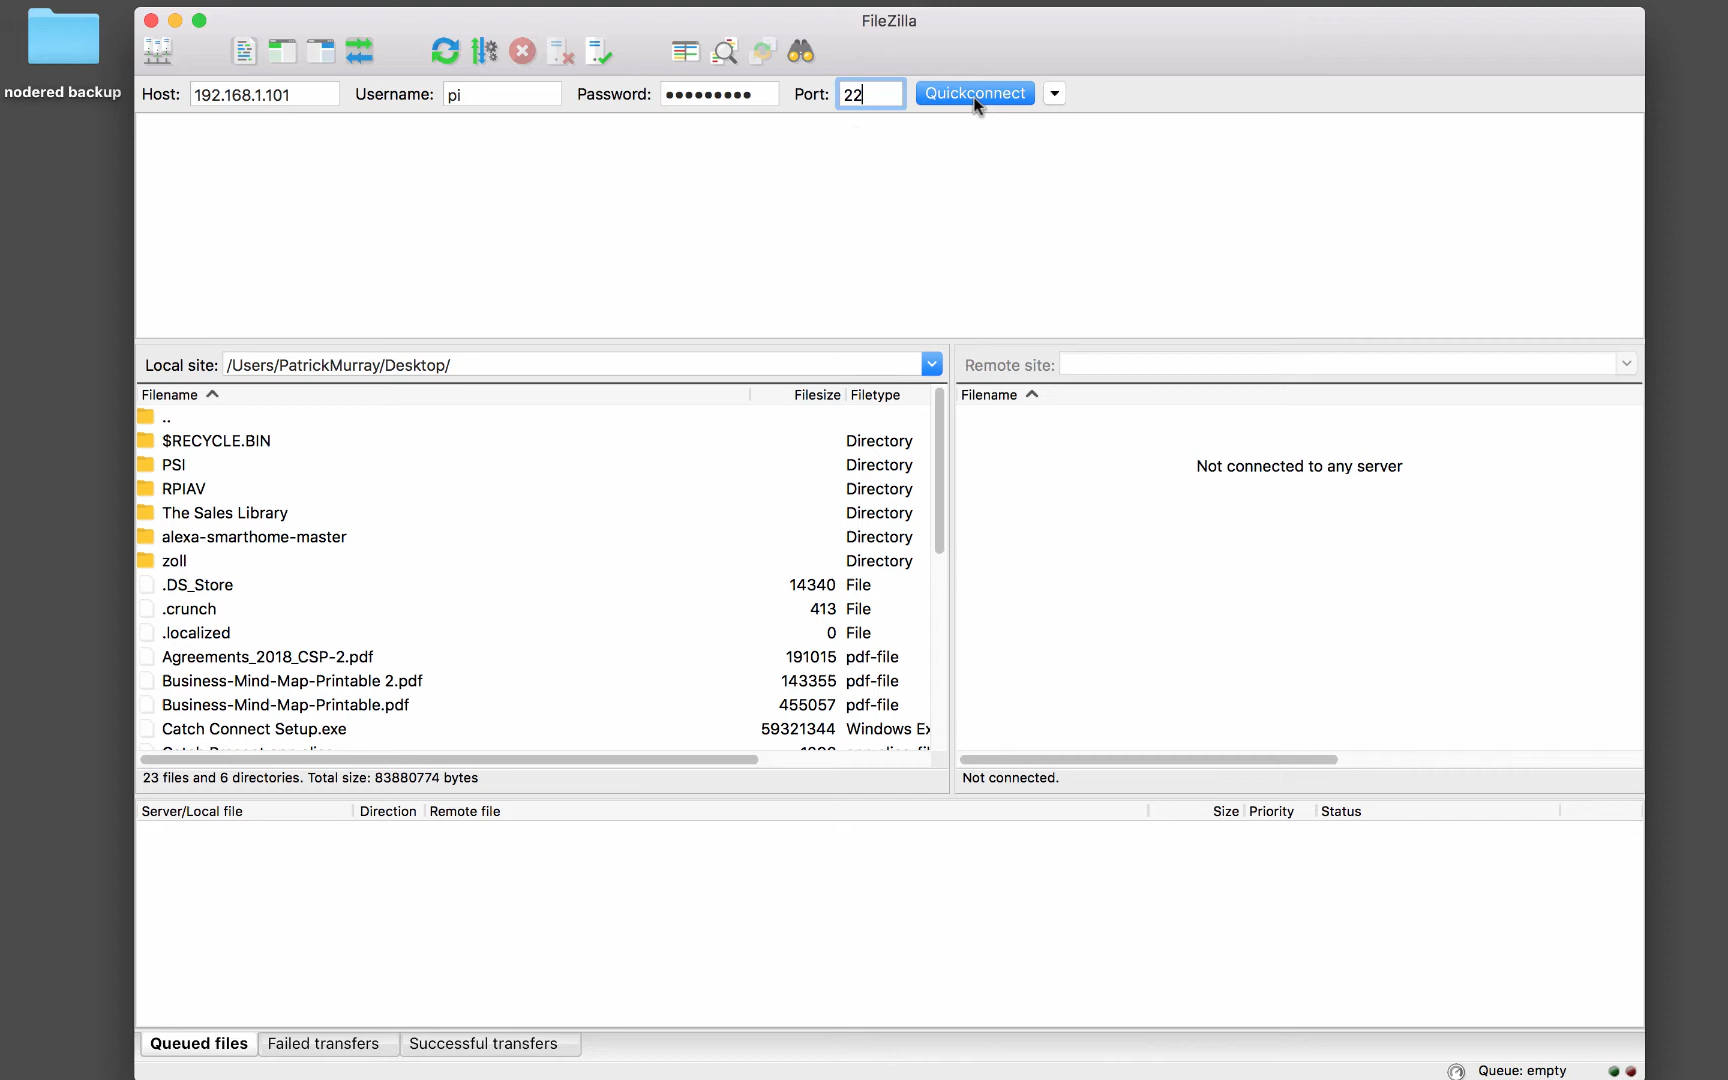 FileZilla
nodered backup
Host: 192.168.1.101 Username: pi Password: ●●●●●●●●● Port: 22 Quickconnect
Local site: /Users/PatrickMurray/Desktop/
Remote site:
Filename Filesize Filetype
..
$RECYCLE.BIN Directory
PSI Directory
RPIAV Directory
The Sales Library Directory
alexa-smarthome-master Directory
zoll Directory
.DS_Store 14340 File
.crunch 413 File
.localized 0 File
Agreements_2018_CSP-2.pdf 191015 pdf-file
Business-Mind-Map-Printable 2.pdf 143355 pdf-file
Business-Mind-Map-Printable.pdf 455057 pdf-file
Catch Connect Setup.exe 59321344 Windows Ex
23 files and 6 directories. Total size: 83880774 bytes
Filename
Not connected to any server
Not connected.
Server/Local file Direction Remote file Size Priority Status
Queued files Failed transfers Successful transfers
Queue: empty